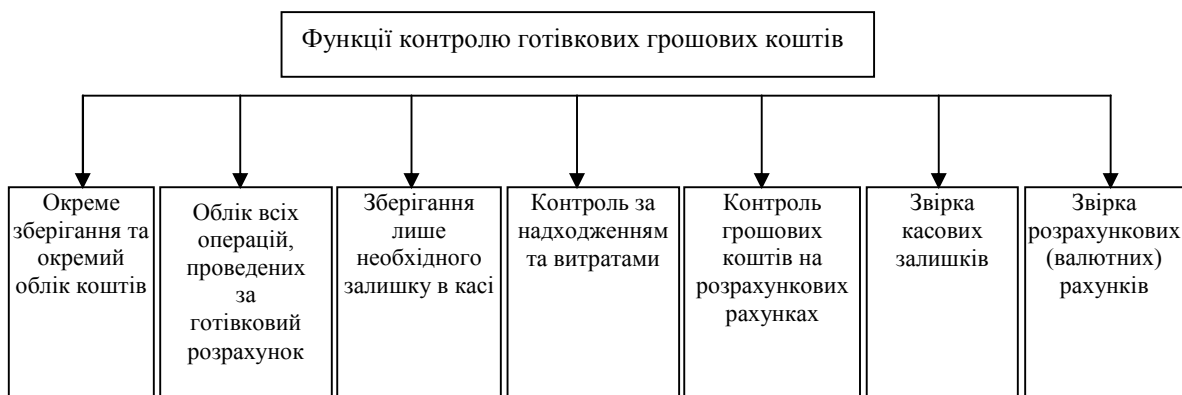 Функції контролю готівкових грошових коштів
Окреме
зберігання та
окремий
облік коштів
Облік всіх
операцій,
проведених
за
готівковий
розрахунок
Зберігання
лише
необхідного
залишку в касі
Контроль за
надходженням
та витратами
Контроль
грошових
коштів на
розрахункових
рахунках
Звірка
касових
залишків
Звірка
розрахункових
(валютних)
рахунків